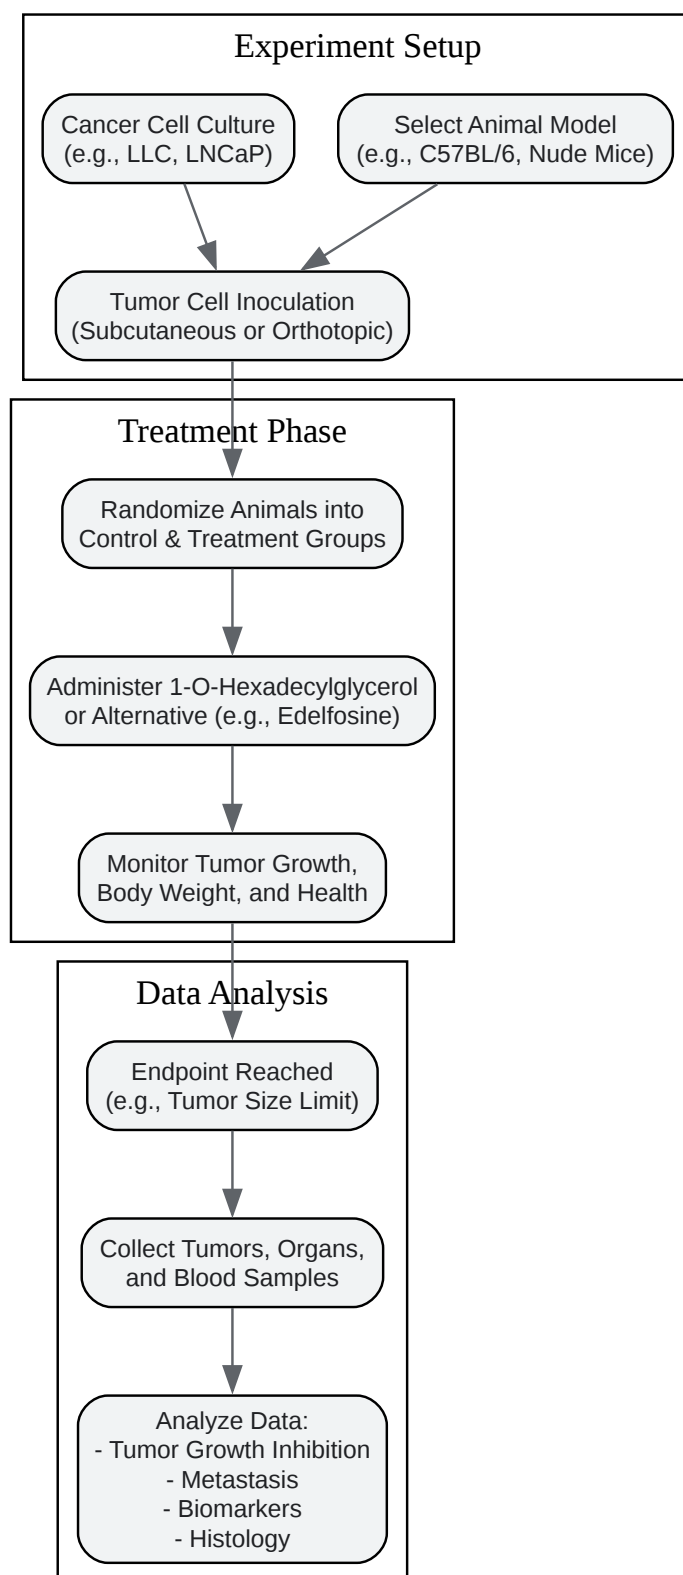 Experiment Setup
Cancer Cell Culture
(e.g., LLC, LNCaP)
Select Animal Model
(e.g., C57BL/6, Nude Mice)
Tumor Cell Inoculation
(Subcutaneous or Orthotopic)
Treatment Phase
Randomize Animals into
Control & Treatment Groups
Administer 1-O-Hexadecylglycerol
or Alternative (e.g., Edelfosine)
Monitor Tumor Growth,
Body Weight, and Health
Data Analysis
Endpoint Reached
(e.g., Tumor Size Limit)
Collect Tumors, Organs,
and Blood Samples
Analyze Data:
- Tumor Growth Inhibition
- Metastasis
- Biomarkers
- Histology